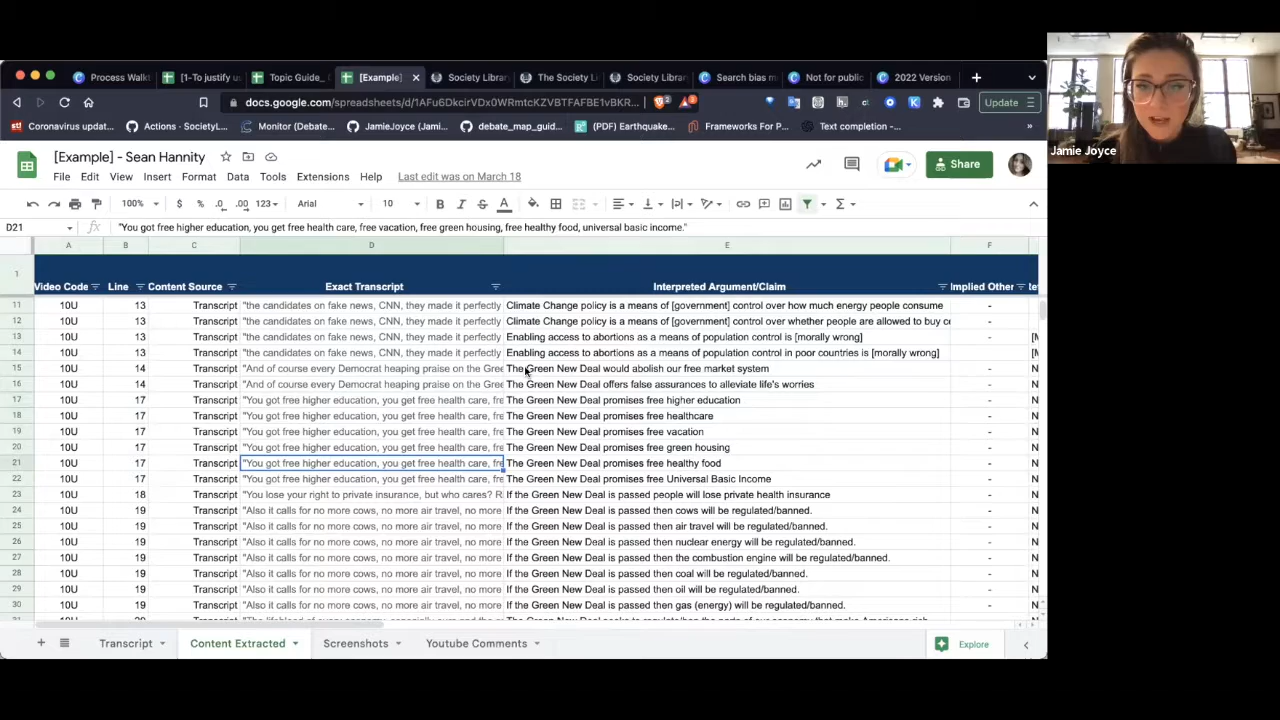 Process Walk
[1-To justify u
Topic Guide_
[Example]
Society Library
The Society Li
Society Library
Search bias m
Not for public
2022 Version
docs.google.com/spreadsheets/d/1AFu6DkcirVDx0WRmtcKZVBTFAFBE1vBKR...
Update
Coronavirus updat...
Actions · SocietyL...
Monitor (Debate...
JamieJoyce (Jami...
debate_map_guid...
(PDF) Earthquake...
Frameworks For P...
Text completion -...
[Example] - Sean Hannity
File Edit View Insert Format Data Tools Extensions Help Last edit was on March 18
Share
100% $ % .0 .00 123 Arial 10 B I S A
D21 fx "You got free higher education, you get free health care, free vacation, free green housing, free healthy food, universal basic income."
A B C D E F
1 Video Code Line Content Source Exact Transcript Interpreted Argument/Claim Implied Other
11 10U 13 Transcript "the candidates on fake news, CNN, they made it perfectly Climate Change policy is a means of [government] control over how much energy people consume -
12 10U 13 Transcript "the candidates on fake news, CNN, they made it perfectly Climate Change policy is a means of [government] control over whether people are allowed to buy c -
13 10U 13 Transcript "the candidates on fake news, CNN, they made it perfectly Enabling access to abortions as a means of population control is [morally wrong] -
14 10U 13 Transcript "the candidates on fake news, CNN, they made it perfectly Enabling access to abortions as a means of population control in poor countries is [morally wrong] -
15 10U 14 Transcript "And of course every Democrat heaping praise on the Gree The Green New Deal would abolish our free market system - N
16 10U 14 Transcript "And of course every Democrat heaping praise on the Gree The Green New Deal offers false assurances to alleviate life's worries - N
17 10U 17 Transcript "You got free higher education, you get free health care, fre The Green New Deal promises free higher education - N
18 10U 17 Transcript "You got free higher education, you get free health care, fre The Green New Deal promises free healthcare - N
19 10U 17 Transcript "You got free higher education, you get free health care, fre The Green New Deal promises free vacation - N
20 10U 17 Transcript "You got free higher education, you get free health care, fre The Green New Deal promises free green housing - N
21 10U 17 Transcript "You got free higher education, you get free health care, fre The Green New Deal promises free healthy food - N
22 10U 17 Transcript "You got free higher education, you get free health care, fre The Green New Deal promises free Universal Basic Income - N
23 10U 18 Transcript "You lose your right to private insurance, but who cares? R If the Green New Deal is passed people will lose private health insurance - N
24 10U 19 Transcript "Also it calls for no more cows, no more air travel, no more If the Green New Deal is passed then cows will be regulated/banned. - N
25 10U 19 Transcript "Also it calls for no more cows, no more air travel, no more If the Green New Deal is passed then air travel will be regulated/banned. - N
26 10U 19 Transcript "Also it calls for no more cows, no more air travel, no more If the Green New Deal is passed then nuclear energy will be regulated/banned. - N
27 10U 19 Transcript "Also it calls for no more cows, no more air travel, no more If the Green New Deal is passed then the combustion engine will be regulated/banned. - N
28 10U 19 Transcript "Also it calls for no more cows, no more air travel, no more If the Green New Deal is passed then coal will be regulated/banned. - N
29 10U 19 Transcript "Also it calls for no more cows, no more air travel, no more If the Green New Deal is passed then oil will be regulated/banned. - N
30 10U 19 Transcript "Also it calls for no more cows, no more air travel, no more If the Green New Deal is passed then gas (energy) will be regulated/banned. - N
Transcript Content Extracted Screenshots Youtube Comments Explore
Jamie Joyce